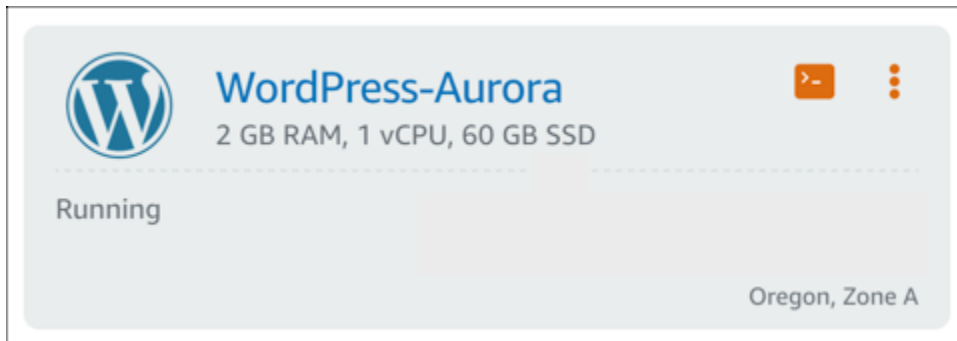 WordPress-Aurora
2 GB RAM, 1 vCPU, 60 GB SSD
Running
Oregon, Zone A